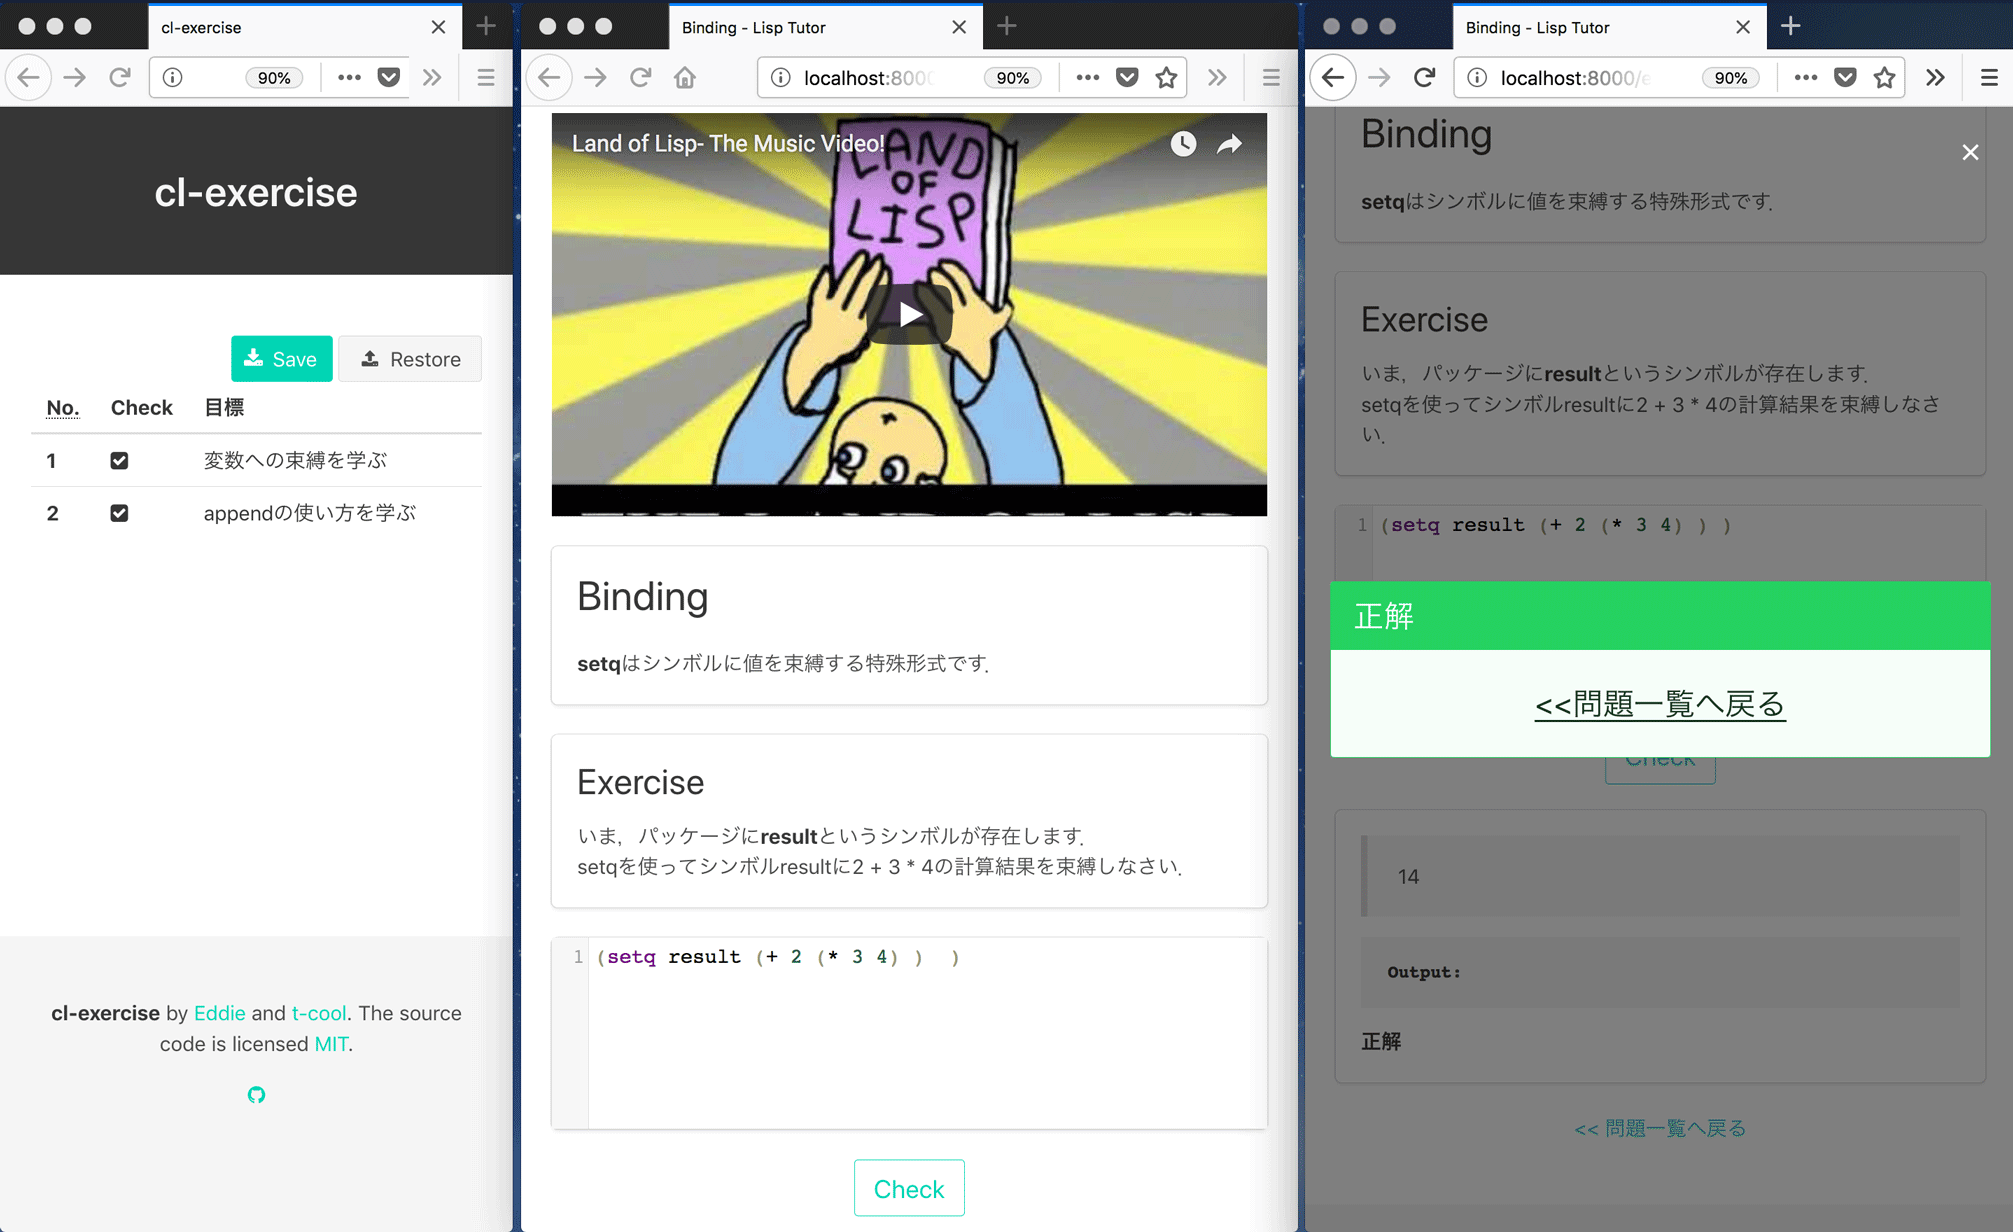 cl-exercise
90%
cl-exercise
Save
Restore
No. Check 目標
1 変数への束縛を学ぶ
2 appendの使い方を学ぶ
cl-exercise by Eddie and t-cool. The source
code is licensed MIT.
Binding - Lisp Tutor
localhost:8000
90%
Land of Lisp- The Music Video!
LAND
OF
LISP
Binding
setqはシンボルに値を束縛する特殊形式です.
Exercise
いま，パッケージにresultというシンボルが存在します.
setqを使ってシンボルresultに2 + 3 * 4の計算結果を束縛しなさい.
1 (setq result (+ 2 (* 3 4) )  )
Check
Binding - Lisp Tutor
localhost:8000/e
90%
Binding
setqはシンボルに値を束縛する特殊形式です.
Exercise
いま，パッケージにresultというシンボルが存在します.
setqを使ってシンボルresultに2 + 3 * 4の計算結果を束縛しなさ
い.
1 (setq result (+ 2 (* 3 4) ) )
正解
<<問題一覧へ戻る
Check
14
Output:
正解
<< 問題一覧へ戻る